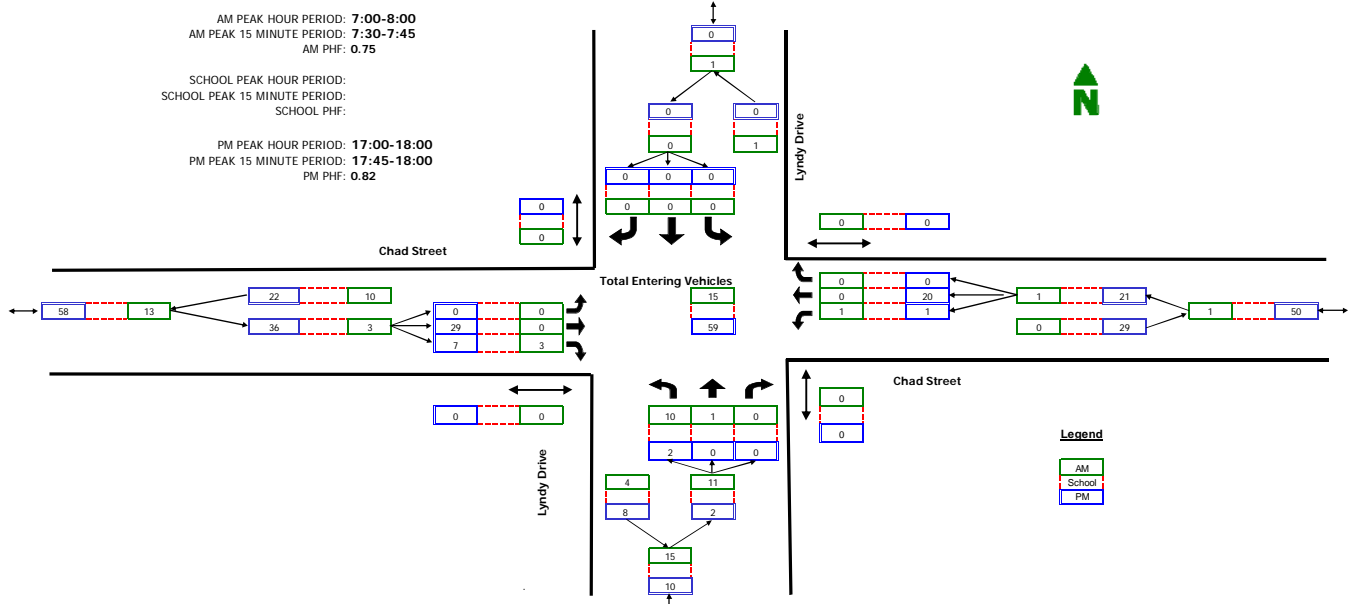 AM PEAK HOUR PERIOD: 7:00-8:00
AM PEAK 15 MINUTE PERIOD: 7:30-7:45
AM PHF: 0.75
SCHOOL PEAK HOUR PERIOD:
SCHOOL PEAK 15 MINUTE PERIOD:
SCHOOL PHF:
PM PEAK HOUR PERIOD: 17:00-18:00
PM PEAK 15 MINUTE PERIOD: 17:45-18:00
PM PHF: 0.82
0
1
0 0
0 1
0 0 0
0 0 0
Lyndy Drive
N
0
0
0 0
Chad Street
Total Entering Vehicles
15
59
58 13
22 10
36 3
0 0
29 0
7 3
0 0
0 20
1 1
1 21
0 29
1 50
Chad Street
0 0
0
0
10 1 0
2 0 0
Lyndy Drive
4 11
8 2
15
10
Legend
AM
School
PM